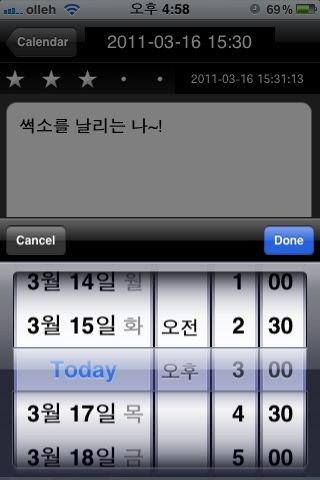 olleh 오후 4:58 69%
Calendar 2011-03-16 15:30
2011-03-16 15:31:13
썩소를 날리는 나~!
Cancel Done
3월 14일 월 1 00
3월 15일 화 오전 2 30
Today 오후 3 00
3월 17일 목 4 30
3월 18일 금 5 00